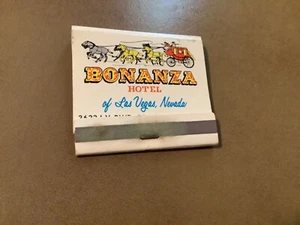 BONANZA
HOTEL
of Las Vegas, Nevada